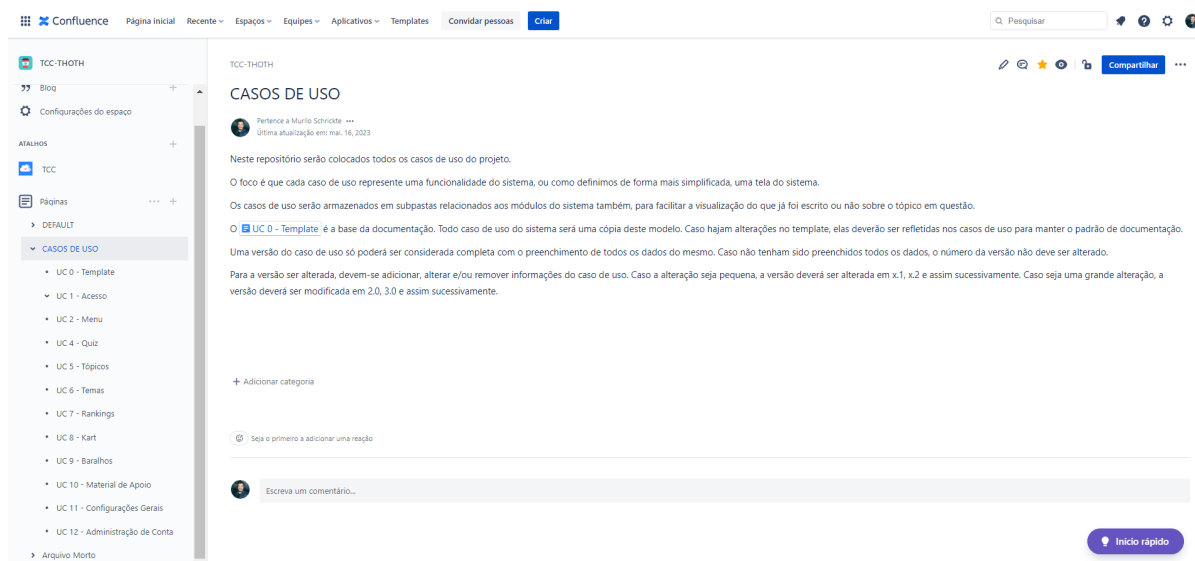 Confluence Página inicial Recente Espaços Equipes Aplicativos Templates Convidar pessoas Criar Pesquisar
TCC-THOTH
Blog
Configurações do espaço
ATALHOS
TCC
Páginas
DEFAULT
CASOS DE USO
UC 0 - Template
UC 1 - Acesso
UC 2 - Menu
UC 4 - Quiz
UC 5 - Tópicos
UC 6 - Temas
UC 7 - Rankings
UC 8 - Kart
UC 9 - Baralhos
UC 10 - Material de Apoio
UC 11 - Configurações Gerais
UC 12 - Administração de Conta
Arquivo Morto
TCC-THOTH
Compartilhar
CASOS DE USO
Pertence a Murilo Schrickte
Última atualização em: mai. 16, 2023
Neste repositório serão colocados todos os casos de uso do projeto.
O foco é que cada caso de uso represente uma funcionalidade do sistema, ou como definimos de forma mais simplificada, uma tela do sistema.
Os casos de uso serão armazenados em subpastas relacionados aos módulos do sistema também, para facilitar a visualização do que já foi escrito ou não sobre o tópico em questão.
O UC 0 - Template é a base da documentação. Todo caso de uso do sistema será uma cópia deste modelo. Caso hajam alterações no template, elas deverão ser refletidas nos casos de uso para manter o padrão de documentação.
Uma versão do caso de uso só poderá ser considerada completa com o preenchimento de todos os dados do mesmo. Caso não tenham sido preenchidos todos os dados, o número da versão não deve ser alterado.
Para a versão ser alterada, devem-se adicionar, alterar e/ou remover informações do caso de uso. Caso a alteração seja pequena, a versão deverá ser alterada em x.1, x.2 e assim sucessivamente. Caso seja uma grande alteração, a
versão deverá ser modificada em 2.0, 3.0 e assim sucessivamente.
Adicionar categoria
Seja o primeiro a adicionar uma reação
Escreva um comentário...
Início rápido